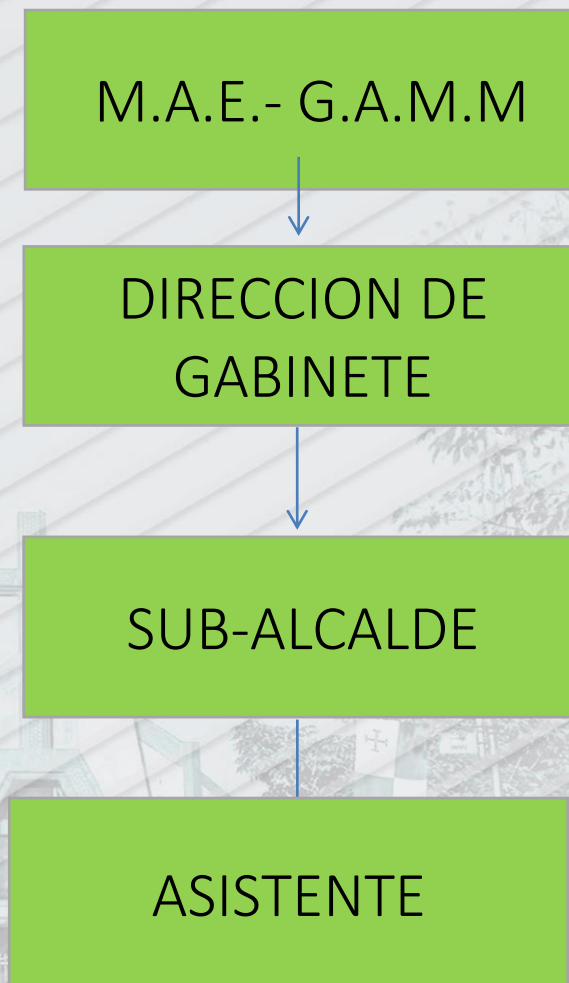 M.A.E.- G.A.M.M
DIRECCION DE
GABINETE
SUB-ALCALDE
ASISTENTE